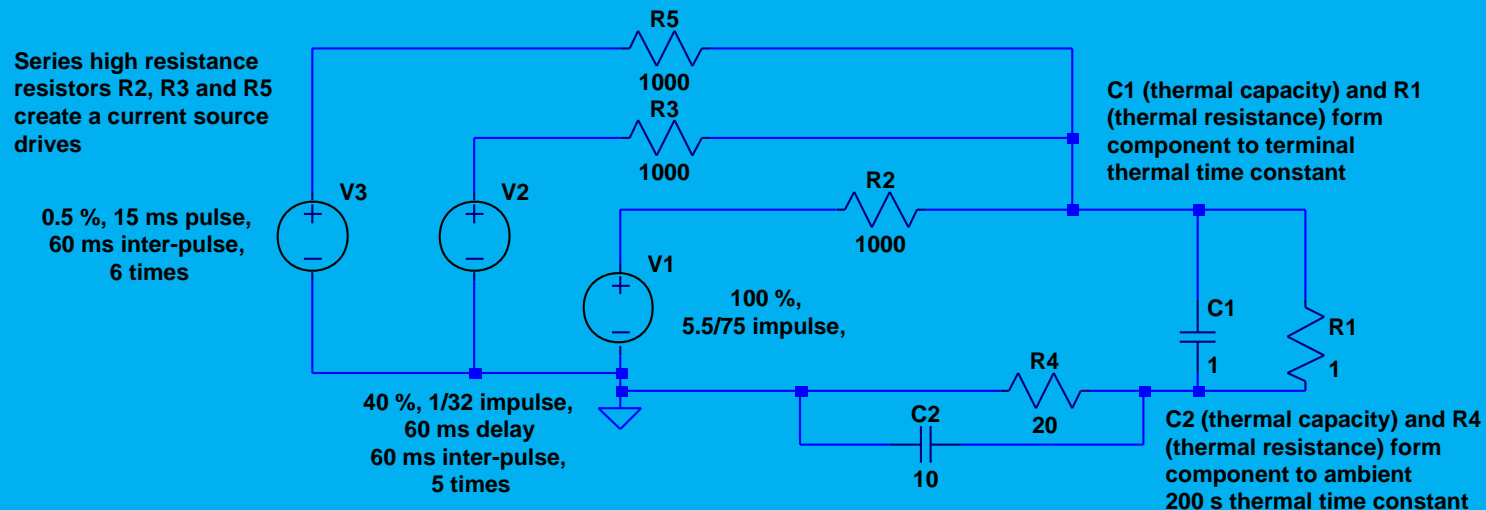 R5
1000
Series high resistance
resistors R2, R3 and R5
create a current source
drives
R3
1000
C1 (thermal capacity) and R1
(thermal resistance) form
component to terminal
thermal time constant
V3
0.5 %, 15 ms pulse,
60 ms inter-pulse,
6 times
V2
R2
1000
V1
100 %,
5.5/75 impulse,
C1
1
R1
1
40 %, 1/32 impulse,
60 ms delay
60 ms inter-pulse,
5 times
R4
20
C2
10
C2 (thermal capacity) and R4
(thermal resistance) form
component to ambient
200 s thermal time constant